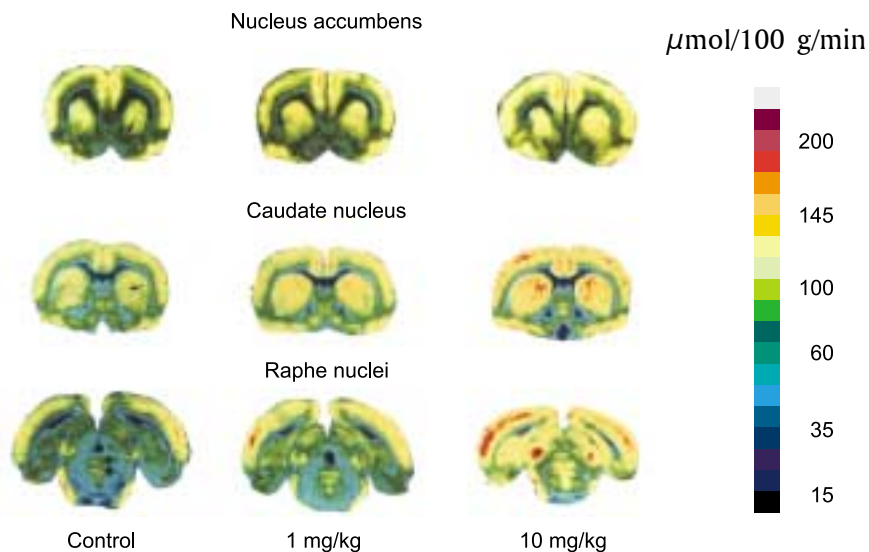 Nucleus accumbens
μmol/100 g/min
200
Caudate nucleus
145
100
Raphe nuclei
60
35
15
Control 1 mg/kg 10 mg/kg